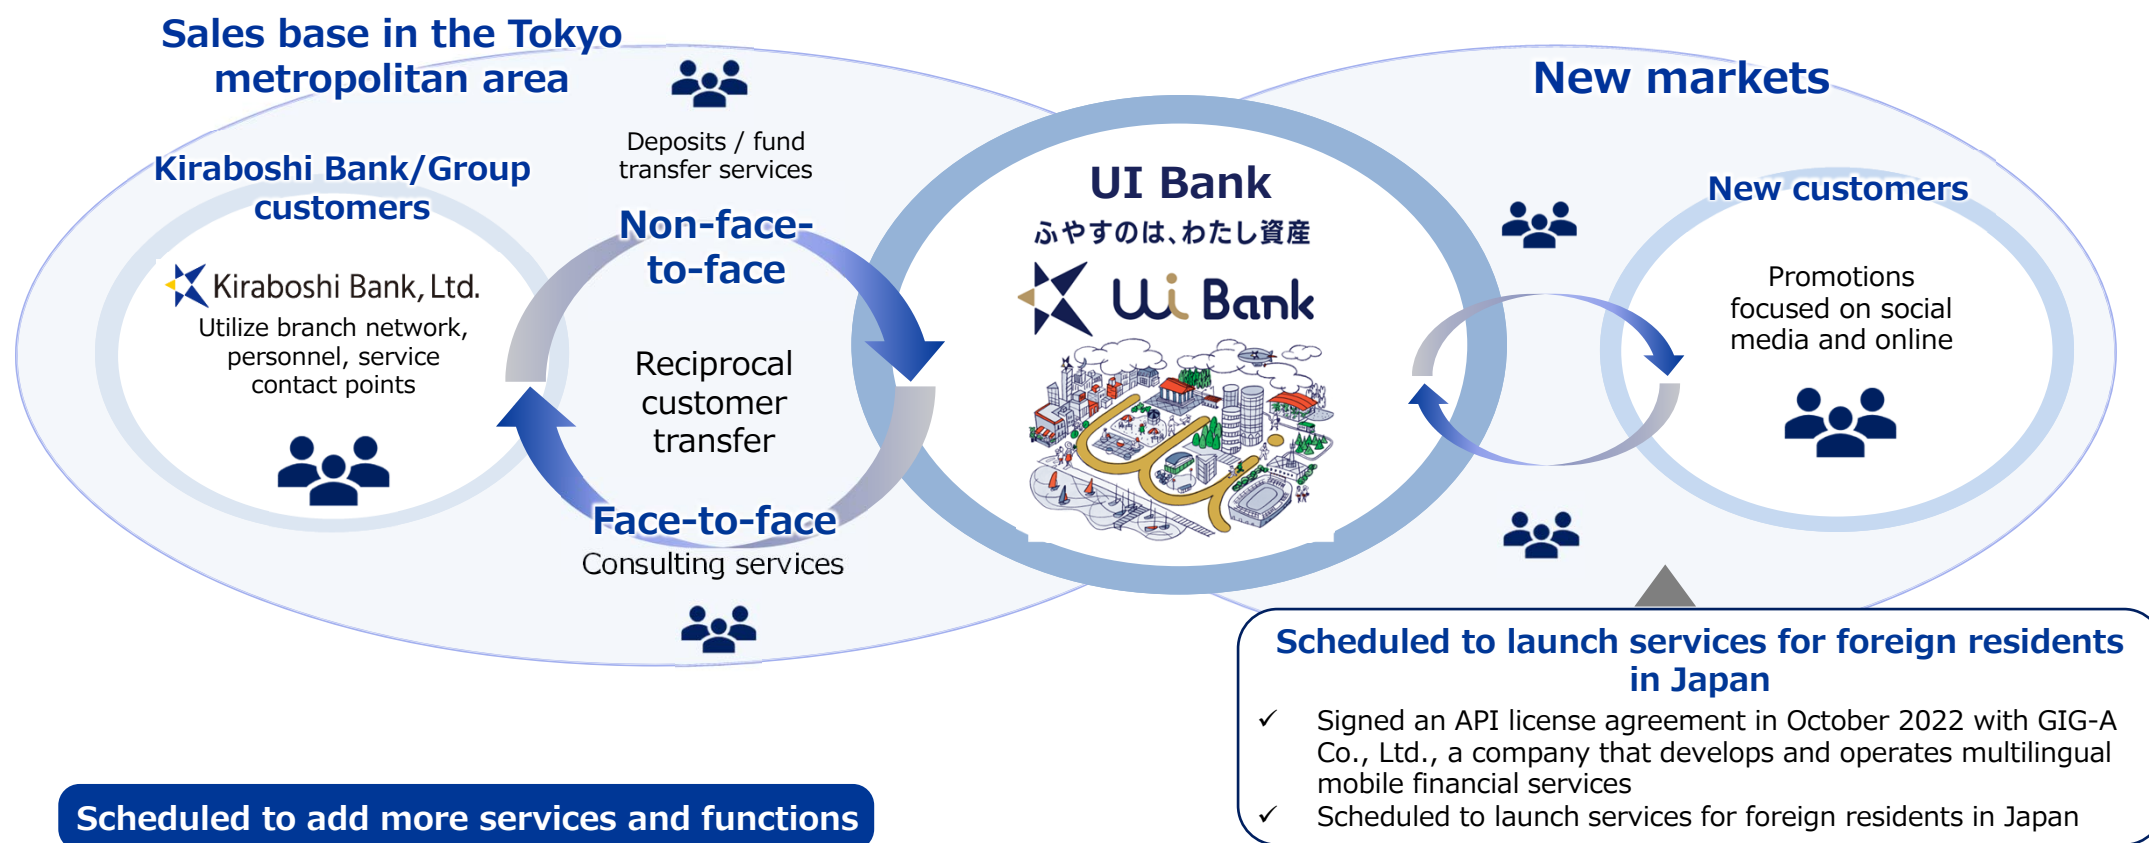 Sales base in the Tokyo
metropolitan area
Deposits / fund
transfer services
Kiraboshi Bank/Group
customers
Kiraboshi Bank, Ltd.
Utilize branch network,
personnel, service
contact points
Non-face-
to-face
Reciprocal
customer
transfer
Face-to-face
Consulting services
UI Bank
ふやすのは、わたし資産
Ui Bank
New markets
New customers
Promotions
focused on social
media and online
Scheduled to launch services for foreign residents
in Japan
✓ Signed an API license agreement in October 2022 with GIG-A
Co., Ltd., a company that develops and operates multilingual
mobile financial services
✓ Scheduled to launch services for foreign residents in Japan
Scheduled to add more services and functions